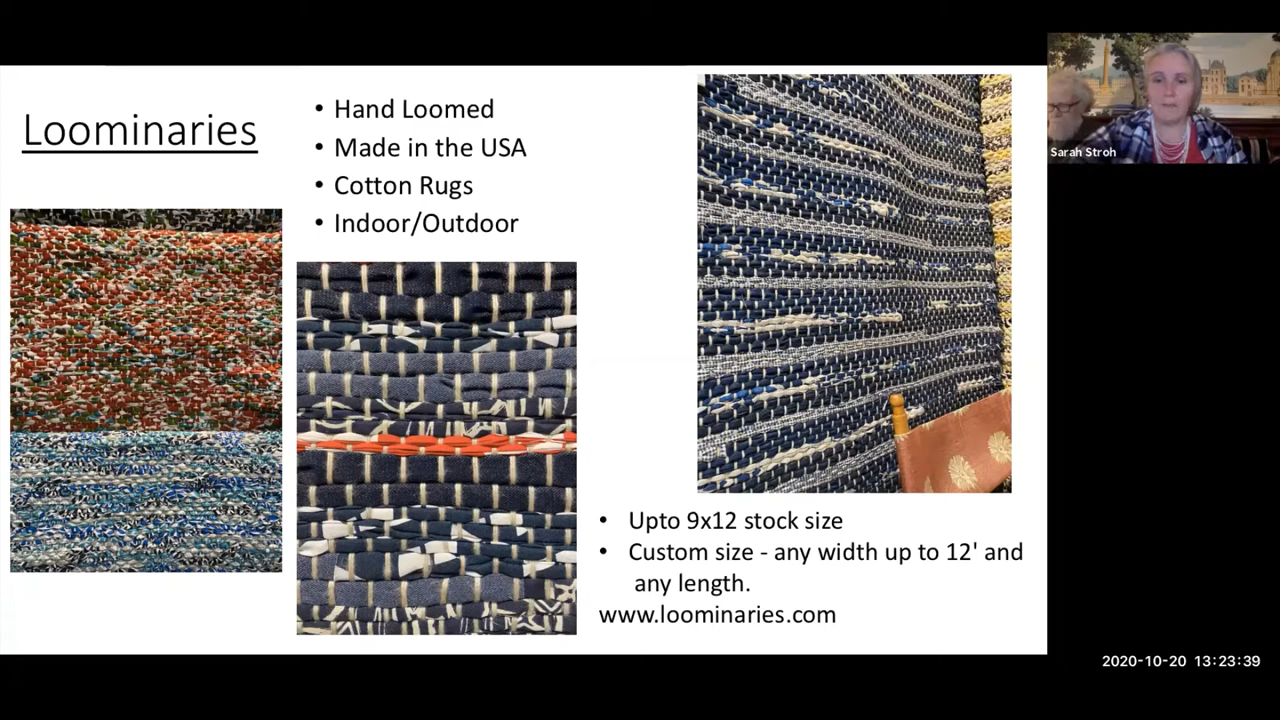 Loominaries
• Hand Loomed
• Made in the USA
• Cotton Rugs
• Indoor/Outdoor
• Upto 9x12 stock size
• Custom size - any width up to 12' and
any length.
www.loominaries.com
Sarah Stroh
2020-10-20 13:23:39